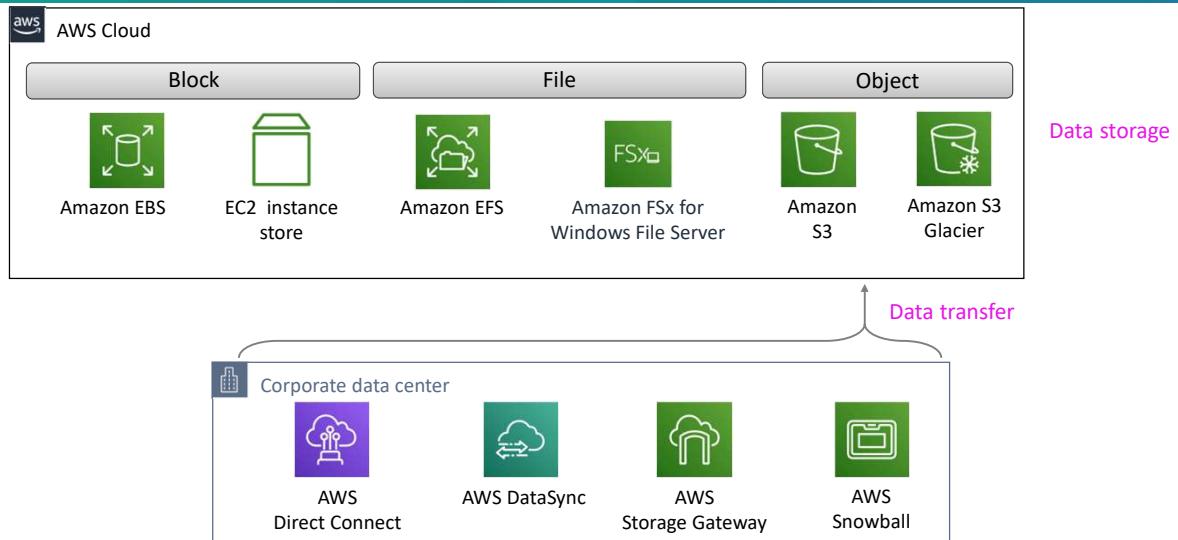 aws
AWS Cloud
Block
File
Object
Amazon EBS
EC2 instance
store
Amazon EFS
FSx
Amazon FSx for
Windows File Server
Amazon
S3
Amazon S3
Glacier
Data storage
Data transfer
Corporate data center
AWS
Direct Connect
AWS DataSync
AWS
Storage Gateway
AWS
Snowball